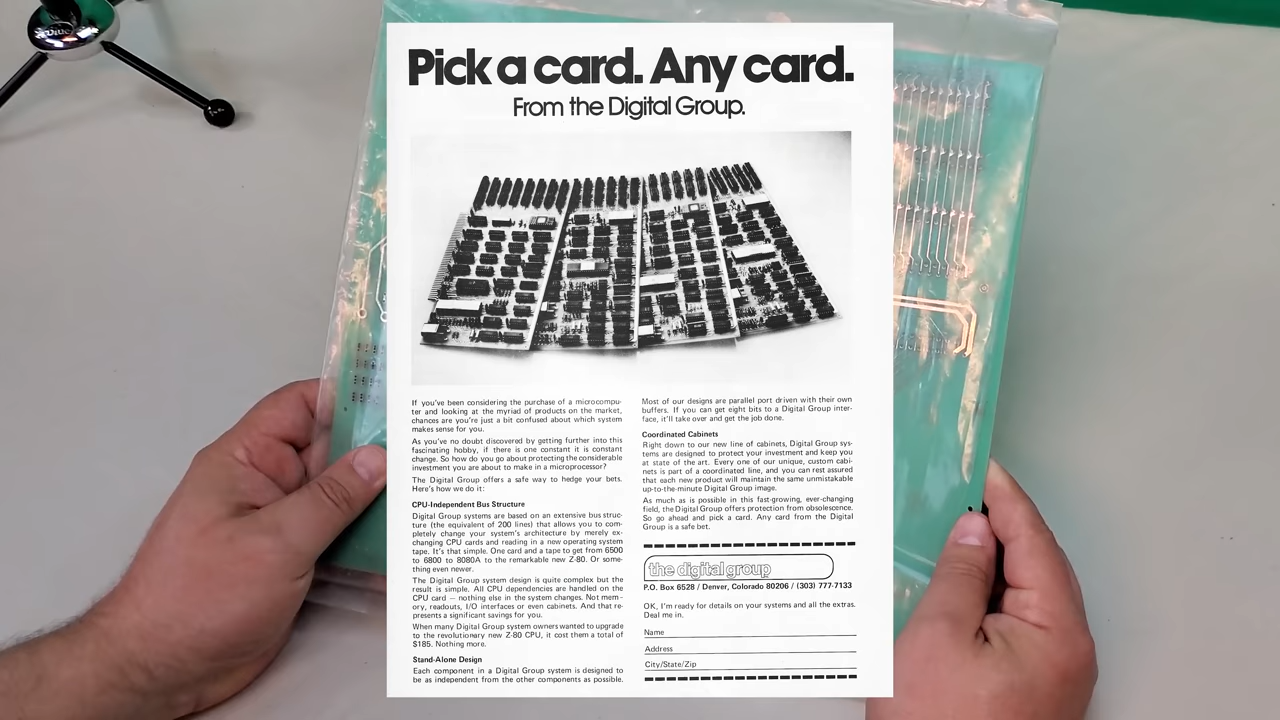 Pick a card. Any card.
From the Digital Group.
If you've been considering the purchase of a microcompu-
ter and looking at the myriad of products on the market,
chances are you're just a bit confused about which system
makes sense for you.
As you've no doubt discovered by getting further into this
fascinating hobby, if there is one constant it is constant
change. So how do you go about protecting the considerable
investment you are about to make in a microprocessor?
The Digital Group offers a safe way to hedge your bets.
Here's how we do it:
CPU-Independent Bus Structure
Digital Group systems are based on an extensive bus struc-
ture (the equivalent of 200 lines) that allows you to com-
pletely change your system's architecture by merely ex-
changing CPU cards and reading in a new operating system
tape. It's that simple. One card and a tape to get from 6500
to 6800 to 8080A to the remarkable new Z-80. Or some-
thing even newer.
The Digital Group system design is quite complex but the
result is simple. All CPU dependencies are handled on the
CPU card — nothing else in the system changes. Not mem-
ory, readouts, I/O interfaces or even cabinets. And that re-
presents a significant savings for you.
When many Digital Group system owners wanted to upgrade
to the revolutionary new Z-80 CPU, it cost them a total of
$185. Nothing more.
Stand-Alone Design
Each component in a Digital Group system is designed to
be as independent from the other components as possible.
Most of our designs are parallel port driven with their own
buffers. If you can get eight bits to a Digital Group inter-
face, it'll take over and get the job done.
Coordinated Cabinets
Right down to our new line of cabinets, Digital Group sys-
tems are designed to protect your investment and keep you
at state of the art. Every one of our unique, custom cabi-
nets is part of a coordinated line, and you can rest assured
that each new product will maintain the same unmistakable
up-to-the-minute Digital Group image.
As much as is possible in this fast-growing, ever-changing
field, the Digital Group offers protection from obsolescence.
So go ahead and pick a card. Any card from the Digital
Group is a safe bet.
the digital group
P.O. Box 6528 / Denver, Colorado 80206 / (303) 777-7133
OK, I'm ready for details on your systems and all the extras.
Deal me in.
Name
Address
City/State/Zip